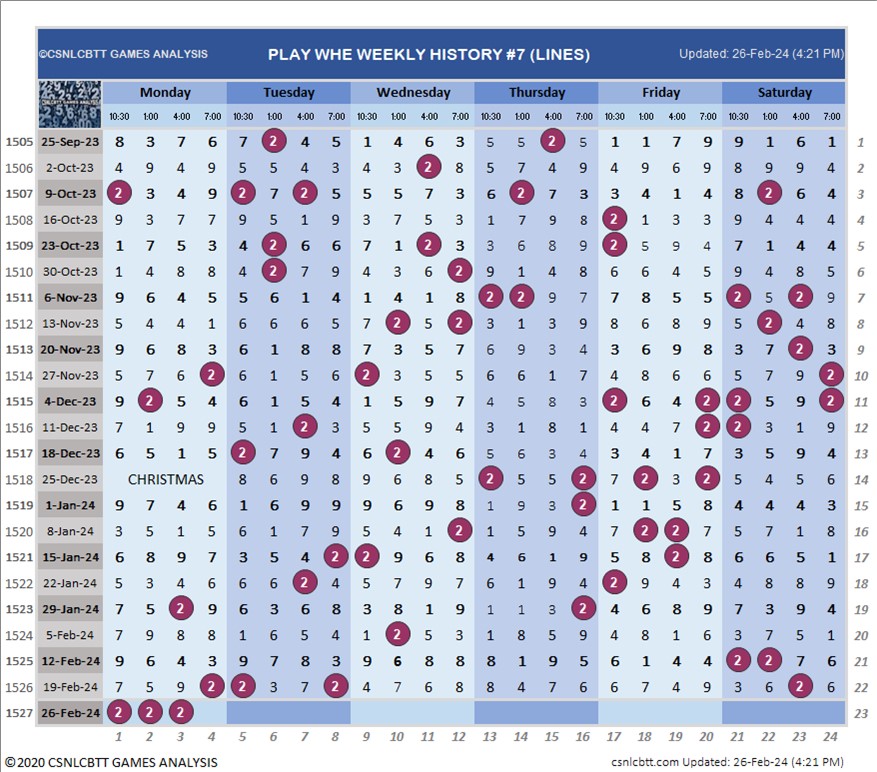 ©CSNLCBTT GAMES ANALYSIS PLAY WHE WEEKLY HISTORY #7 (LINES) Updated: 26-Feb-24 (4:21 PM)
Monday Tuesday Wednesday Thursday Friday Saturday
10:30 1:00 4:00 7:00 10:30 1:00 4:00 7:00 10:30 1:00 4:00 7:00 10:30 1:00 4:00 7:00 10:30 1:00 4:00 7:00 10:30 1:00 4:00 7:00
1505 25-Sep-23 8 3 7 6 7 2 4 5 1 4 6 3 5 5 2 5 1 1 7 9 9 1 6 1 1
1506 2-Oct-23 4 9 4 9 5 5 4 3 4 3 2 8 5 7 4 9 4 9 6 9 8 9 9 4 2
1507 9-Oct-23 2 3 4 9 2 7 2 5 5 5 7 3 6 2 7 3 3 4 1 4 8 2 6 4 3
1508 16-Oct-23 9 3 7 7 9 5 1 9 3 7 5 3 1 7 9 8 2 1 3 3 9 4 4 4 4
1509 23-Oct-23 1 7 5 3 4 2 6 6 7 1 2 3 3 6 8 9 2 5 9 4 7 1 4 4 5
1510 30-Oct-23 1 4 8 8 4 2 7 9 4 3 6 2 9 1 4 8 6 6 4 5 9 4 8 5 6
1511 6-Nov-23 9 6 4 5 5 6 1 4 1 4 1 8 2 2 9 7 7 8 5 5 2 5 2 9 7
1512 13-Nov-23 5 4 4 1 6 6 6 5 7 2 5 2 3 1 3 9 8 6 8 9 5 2 4 8 8
1513 20-Nov-23 9 6 8 3 6 1 8 8 7 3 5 7 6 9 3 4 3 6 9 8 3 7 2 3 9
1514 27-Nov-23 5 7 6 2 6 1 5 6 2 3 5 5 6 6 1 7 4 8 6 6 5 7 9 2 10
1515 4-Dec-23 9 2 5 4 6 1 5 4 1 5 9 7 4 5 8 3 2 6 4 2 2 5 9 2 11
1516 11-Dec-23 7 1 9 9 5 1 2 3 5 5 9 4 3 1 8 1 4 4 7 2 2 3 1 9 12
1517 18-Dec-23 6 5 1 5 2 7 9 4 6 2 4 6 5 6 3 4 3 4 1 7 3 5 9 4 13
1518 25-Dec-23 CHRISTMAS 8 6 9 8 9 6 8 5 2 5 5 2 7 2 3 2 5 4 5 6 14
1519 1-Jan-24 9 7 4 6 1 6 9 9 9 6 9 8 1 9 3 2 1 1 5 8 4 4 4 3 15
1520 8-Jan-24 3 5 1 5 6 1 7 9 5 4 1 2 1 5 9 4 7 2 2 7 5 3 1 5 16
1521 15-Jan-24 6 8 9 7 3 5 4 2 2 9 6 8 4 6 1 9 5 8 2 8 6 6 5 1 17
1522 22-Jan-24 5 3 4 6 6 6 2 4 5 7 9 7 6 1 9 4 2 9 4 3 4 8 8 9 18
1523 29-Jan-24 7 5 2 9 6 3 6 8 3 8 1 9 1 1 3 2 4 6 8 9 7 3 9 4 19
1524 5-Feb-24 7 9 8 8 1 6 5 4 1 2 5 3 1 8 5 9 4 8 1 6 3 7 5 1 20
1525 12-Feb-24 9 6 4 3 9 7 8 3 9 6 8 8 8 1 9 5 6 1 4 4 2 2 7 6 21
1526 19-Feb-24 7 5 9 2 2 3 7 2 4 7 6 8 8 4 7 6 6 7 4 9 3 6 2 6 22
1527 26-Feb-24 2 2 2 23
1 2 3 4 5 6 7 8 9 10 11 12 13 14 15 16 17 18 19 20 21 22 23 24
©2020 CSNLCBTT GAMES ANALYSIS csnlcbtt.com Updated: 26-Feb-24 (4:21 PM)